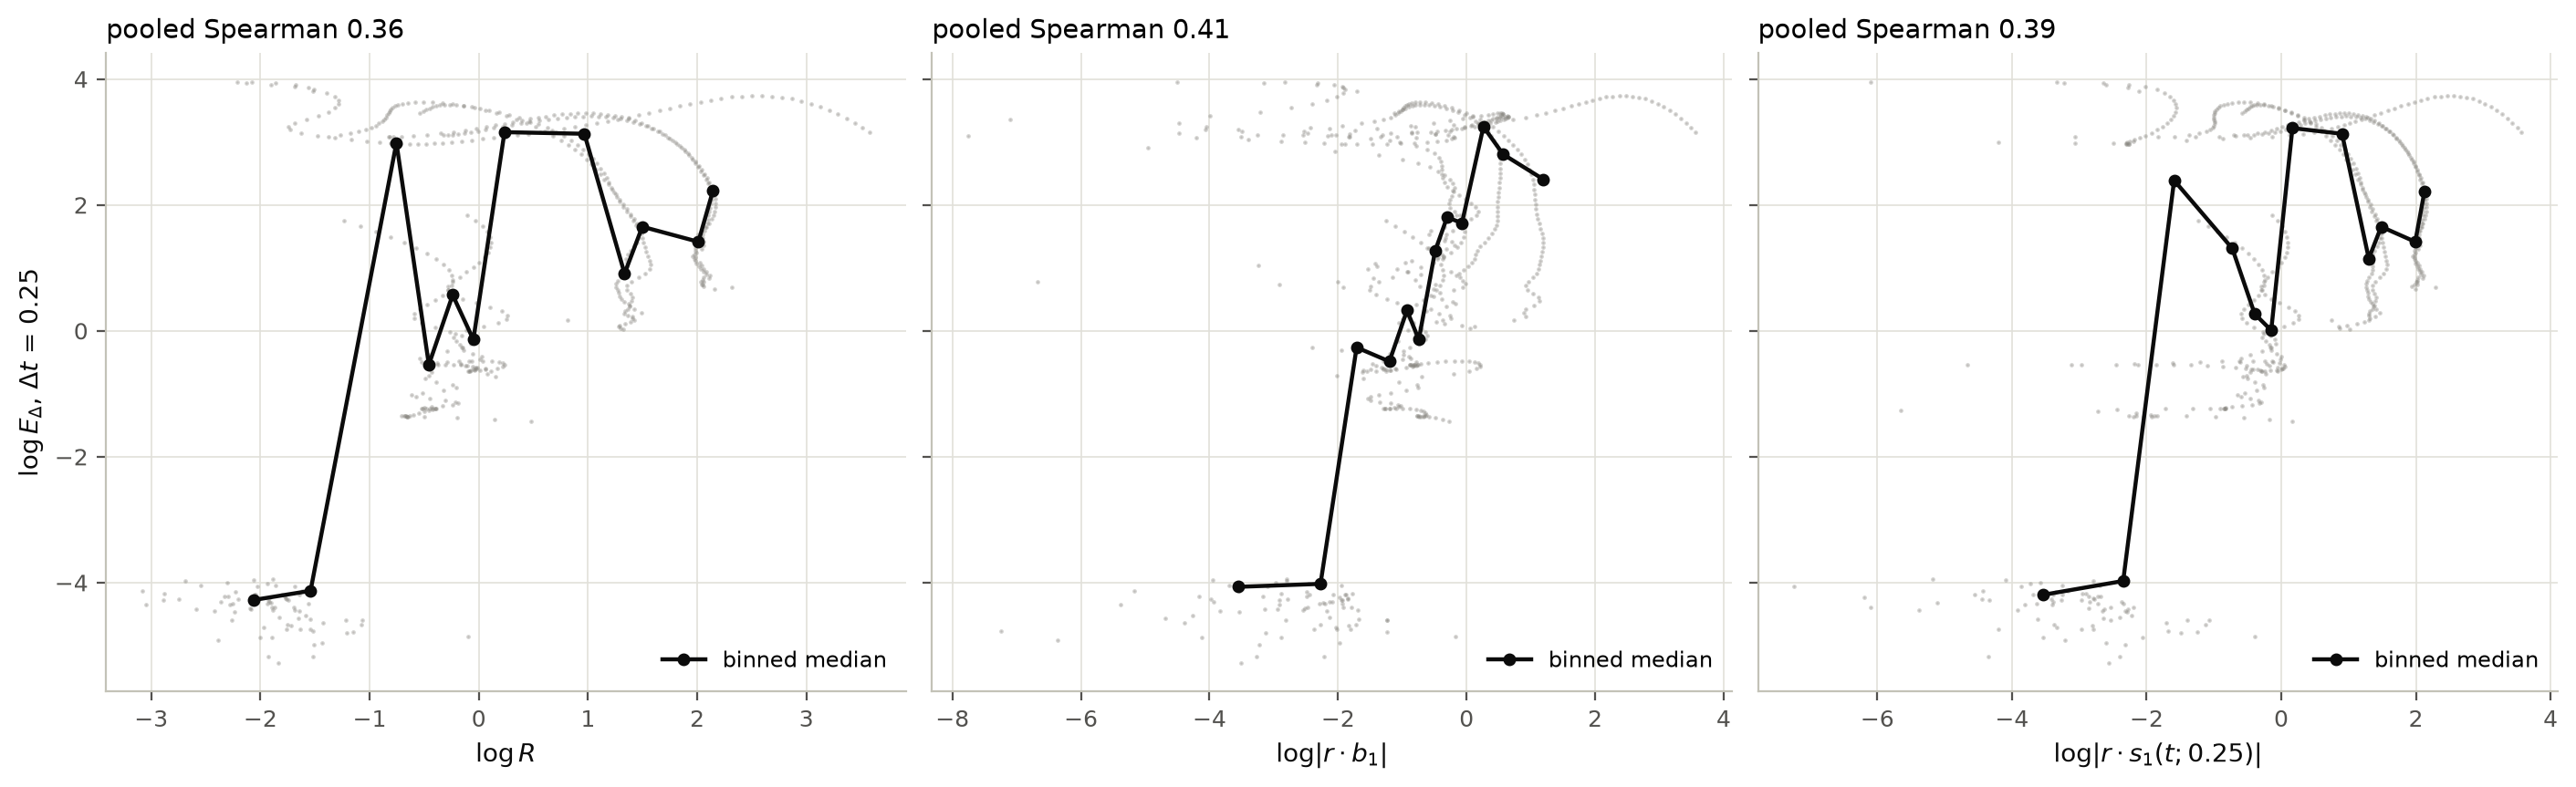 pooled Spearman 0.36
pooled Spearman 0.41
pooled Spearman 0.39
log E_Δ, Δt = 0.25
4
2
0
−2
−4
binned median
binned median
binned median
−3 −2 −1 0 1 2 3
−8 −6 −4 −2 0 2 4
−6 −4 −2 0 2 4
log R
log|r · b₁|
log|r · s₁(t; 0.25)|